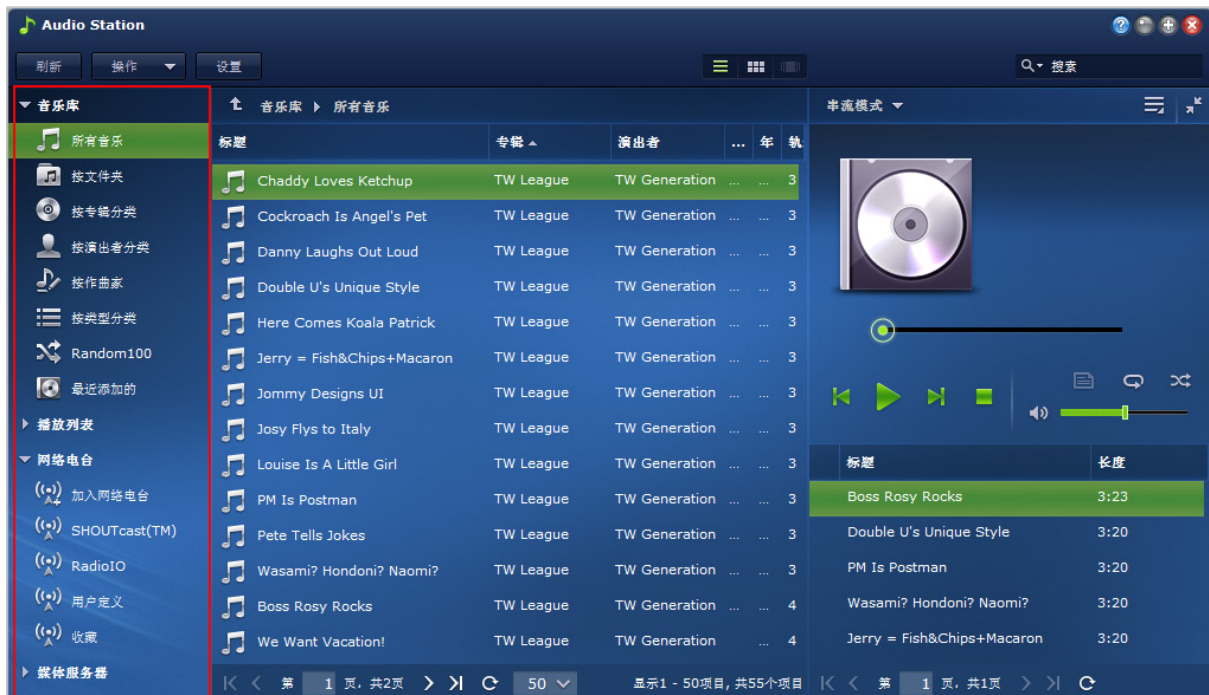 Audio Station
刷新 操作 设置 搜索
音乐库
所有音乐
按文件夹
按专辑分类
按演出者分类
按作曲家
按类型分类
Random100
最近添加的
播放列表
网络电台
加入网络电台
SHOUTcast(TM)
RadioIO
用户定义
收藏
媒体服务器
音乐库 所有音乐
标题 专辑 演出者 ... 年 轨
Chaddy Loves Ketchup TW League TW Generation ... ... 3
Cockroach Is Angel's Pet TW League TW Generation ... ... 3
Danny Laughs Out Loud TW League TW Generation ... ... 3
Double U's Unique Style TW League TW Generation ... ... 3
Here Comes Koala Patrick TW League TW Generation ... ... 3
Jerry = Fish&Chips+Macaron TW League TW Generation ... ... 3
Jommy Designs UI TW League TW Generation ... ... 3
Josy Flys to Italy TW League TW Generation ... ... 3
Louise Is A Little Girl TW League TW Generation ... ... 3
PM Is Postman TW League TW Generation ... ... 3
Pete Tells Jokes TW League TW Generation ... ... 3
Wasami? Hondoni? Naomi? TW League TW Generation ... ... 3
Boss Rosy Rocks TW League TW Generation ... ... 4
We Want Vacation! TW League TW Generation ... 4
第 1 页, 共2页 50 显示1 - 50项目, 共55个项目
串流模式
标题 长度
Boss Rosy Rocks 3:23
Double U's Unique Style 3:20
PM Is Postman 3:20
Wasami? Hondoni? Naomi? 3:20
Jerry = Fish&Chips+Macaron 3:20
第 1 页, 共1页